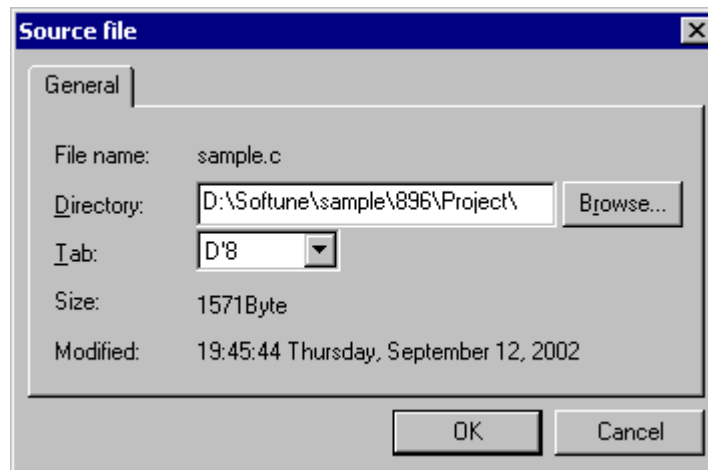 Source file
General
File name: sample.c
Directory: D:\Softune\sample\896\Project\ Browse...
Tab: D'8
Size: 1571Byte
Modified: 19:45:44 Thursday, September 12, 2002
OK Cancel